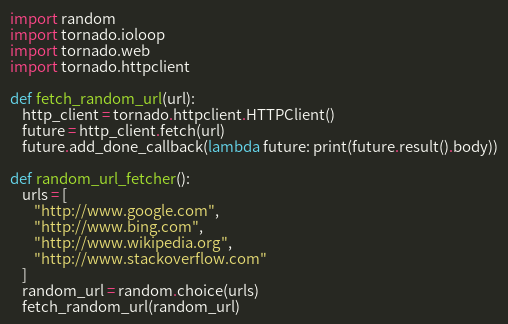 import random
import tornado.ioloop
import tornado.web
import tornado.httpclient

def fetch_random_url(url):
    http_client = tornado.httpclient.HTTPClient()
    future = http_client.fetch(url)
    future.add_done_callback(lambda future: print(future.result().body))

def random_url_fetcher():
    urls = [
        "http://www.google.com",
        "http://www.bing.com",
        "http://www.wikipedia.org",
        "http://www.stackoverflow.com"
    ]
    random_url = random.choice(urls)
    fetch_random_url(random_url)